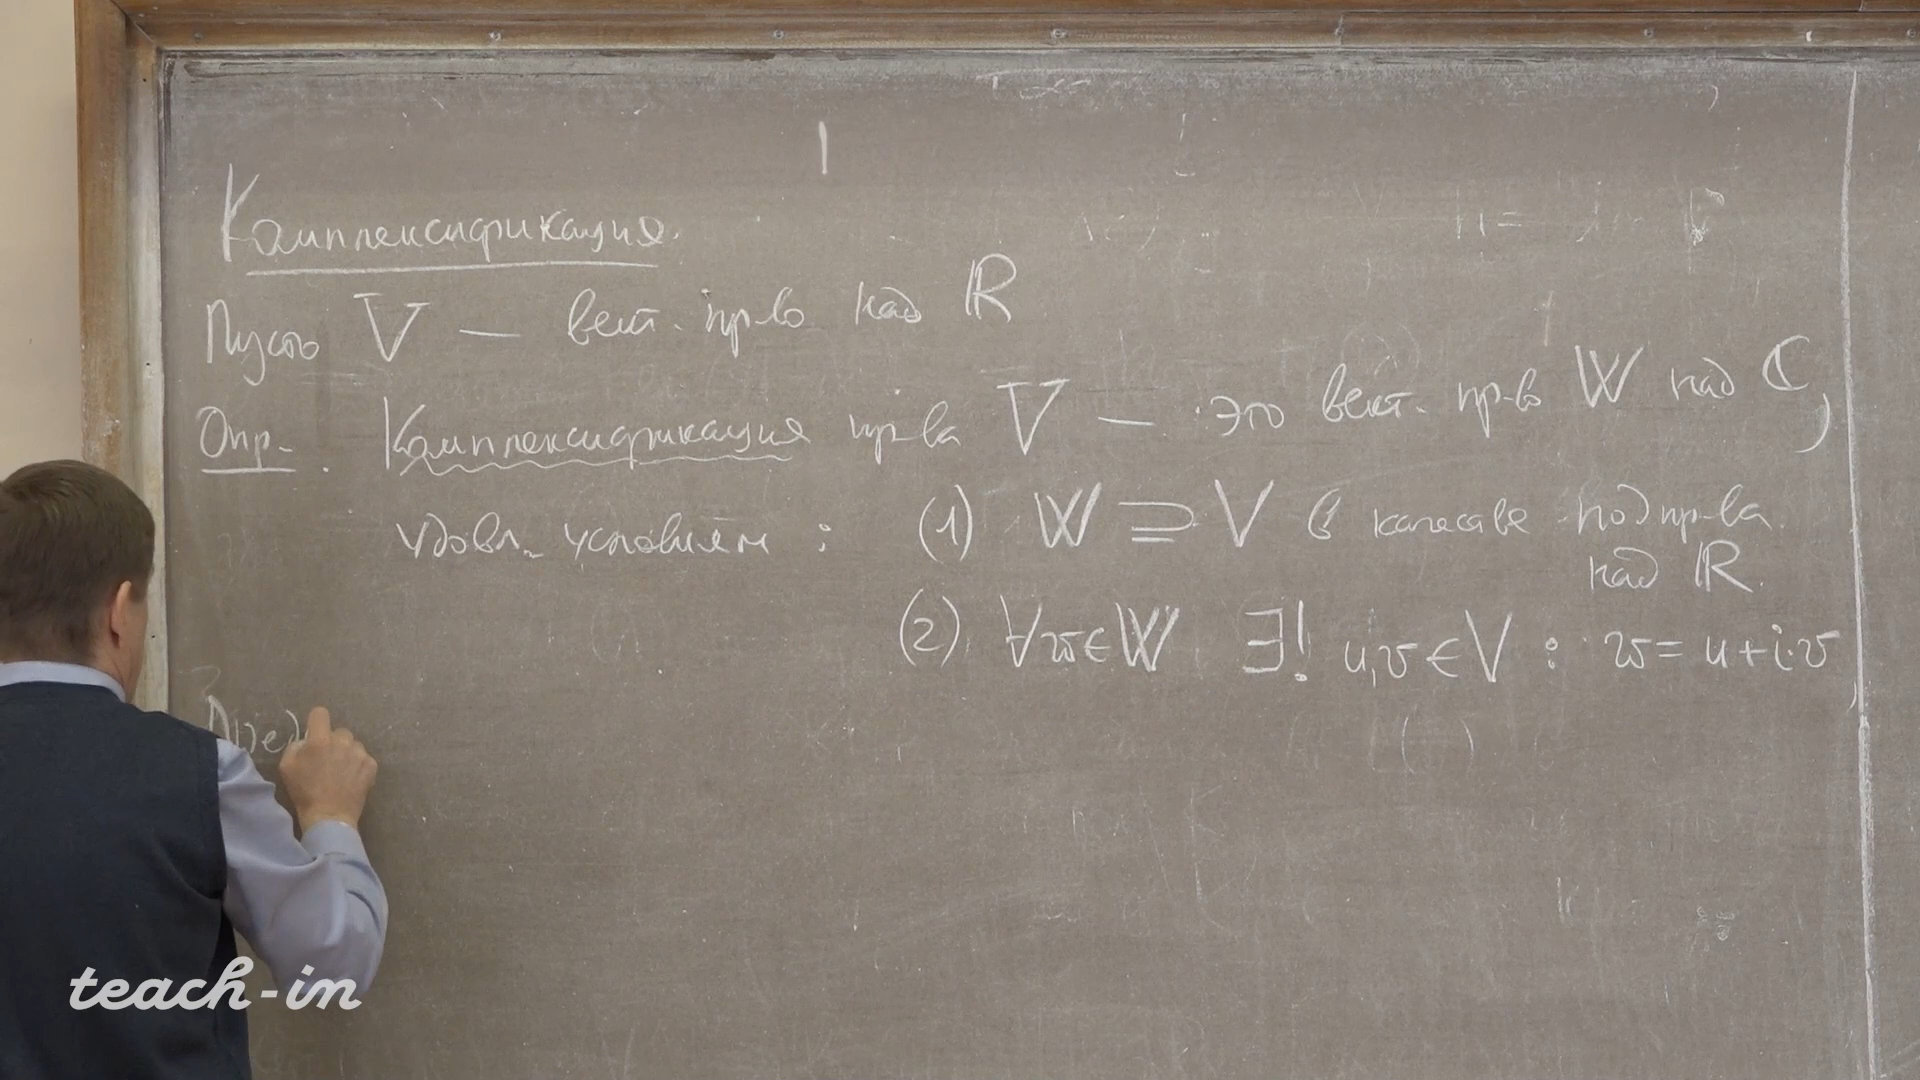 Комплексификация.
Пусть V — вект. пр-во над ℝ
Опр. Комплексификация пр-ва V — это вект. пр-во W над ℂ,
удовл. условиям : (1) W ⊇ V в качестве подпр-ва
над ℝ.
(2) ∀w∈W ∃! u,v∈V : w = u+i·v
Пред
teach-in